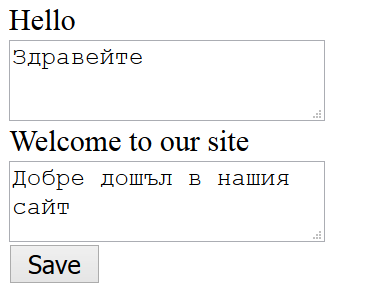 Hello
Здравейте
Welcome to our site
Добре дошъл в нашия
сайт
Save